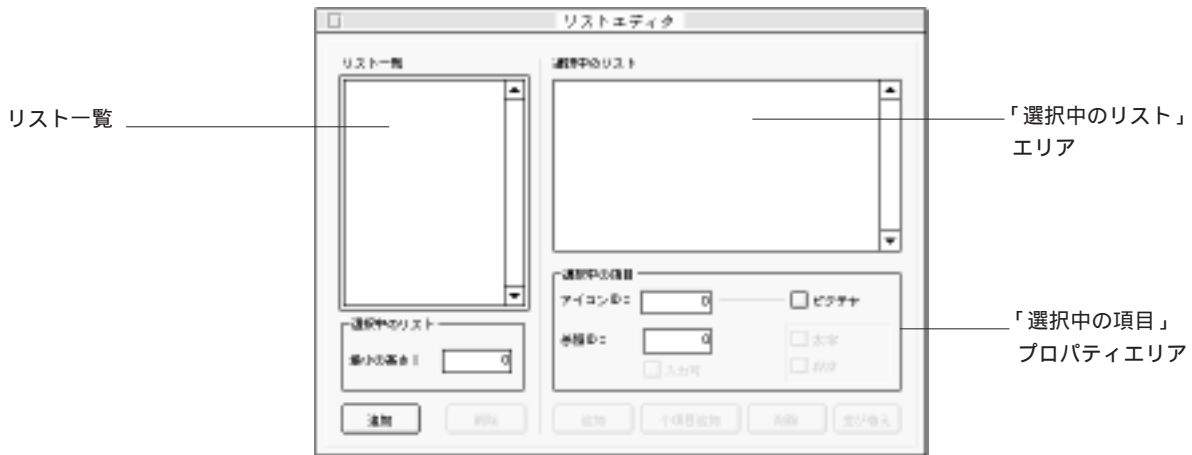 リストエディタ
リスト一覧
選択中のリスト
リスト一覧
「選択中のリスト」
エリア
選択中の項目
アイコンID：
0
ピクチャ
選択中のリスト
参照ID：
0
太字
「選択中の項目」
プロパティエリア
最小の高さ：
0
入力可
斜体
追加
削除
追加
小項目追加
削除
並び替え